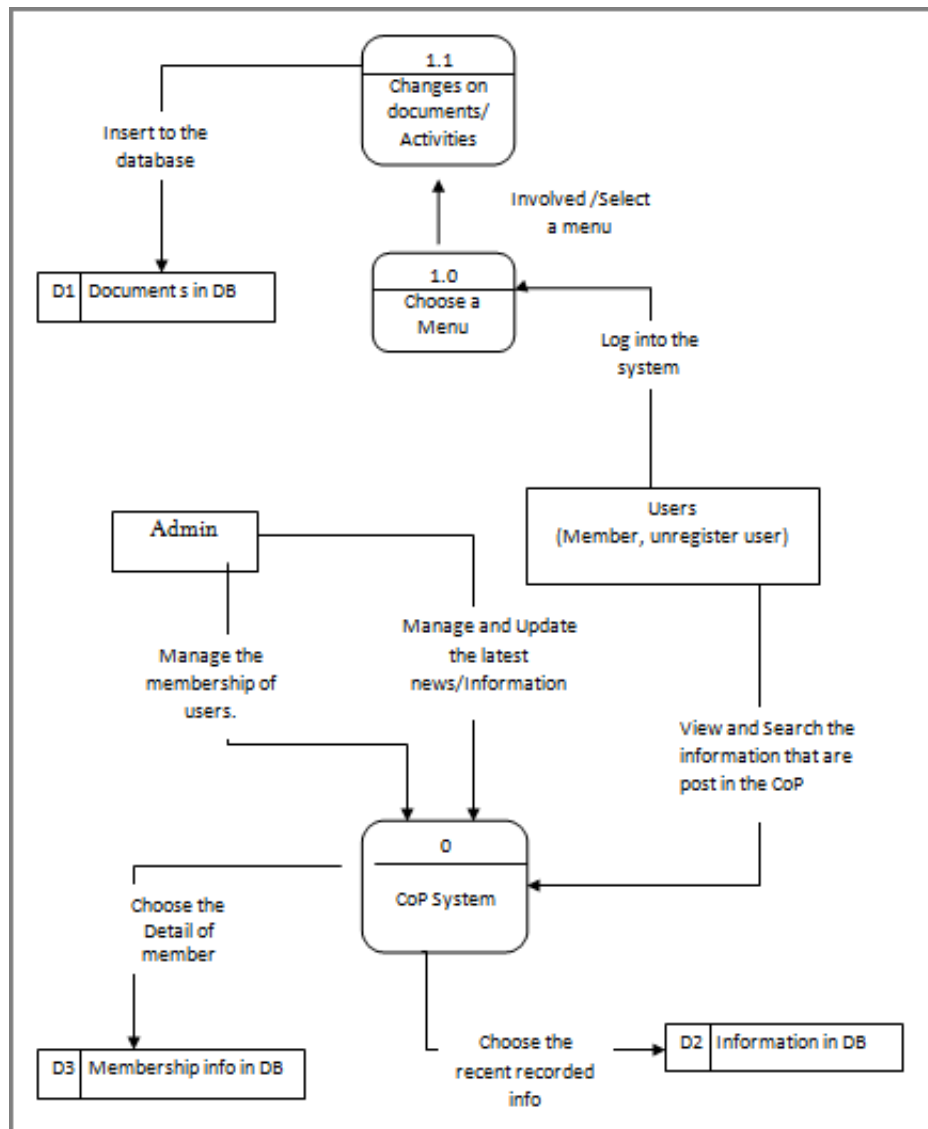 1.1
Changes on
documents/
Activities
Insert to the
database
Involved /Select
a menu
D1 Document s in DB
1.0
Choose a
Menu
Log into the
system
Users
(Member, unregister user)
Admin
Manage the
membership of
users.
Manage and Update
the latest
news/Information
View and Search the
information that are
post in the CoP
0
CoP System
Choose the
Detail of
member
D3 Membership info in DB
Choose the
recent recorded
info
D2 Information in DB